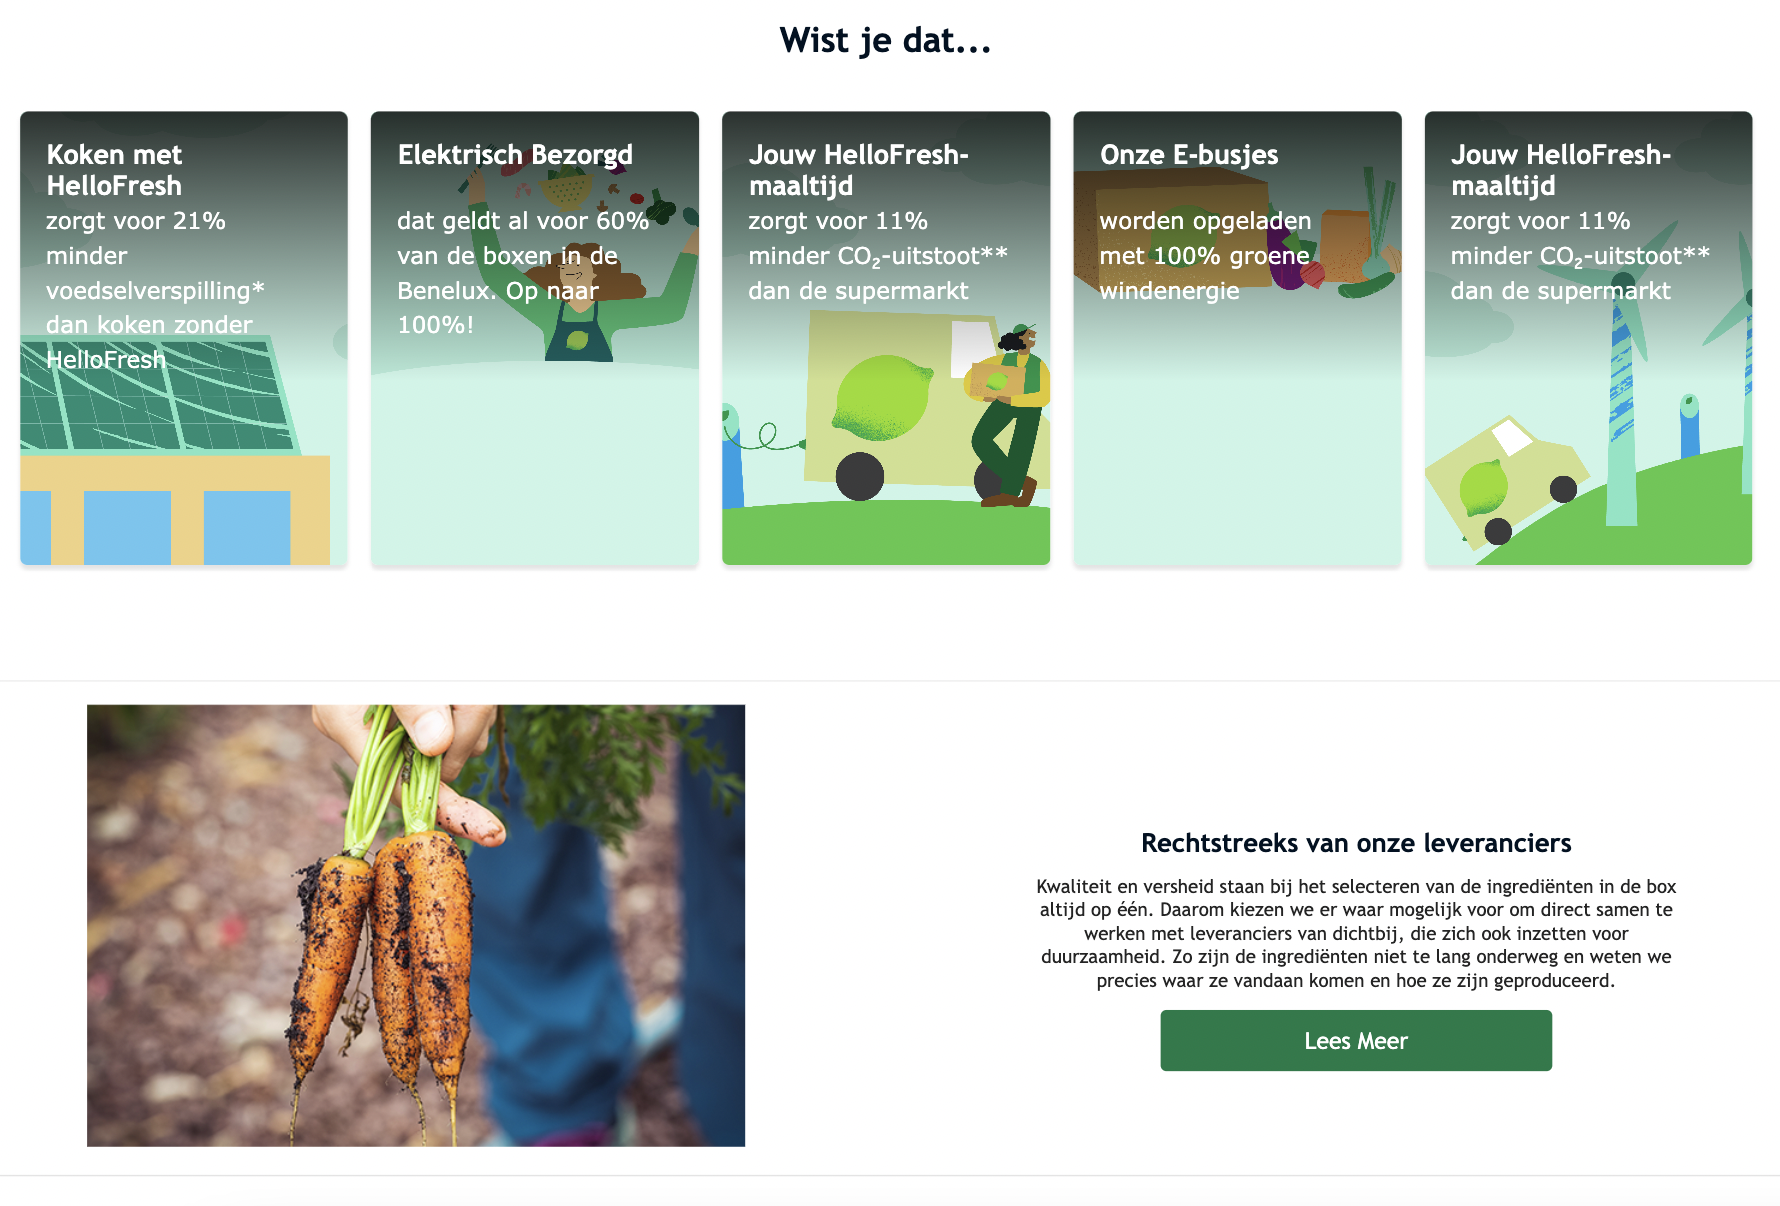 Wist je dat...
Koken met
HelloFresh
zorgt voor 21%
minder
voedselverspilling*
dan koken zonder
HelloFresh
Elektrisch Bezorgd
dat geldt al voor 60%
van de boxen in de
Benelux. Op naar
100%!
Jouw HelloFresh-
maaltijd
zorgt voor 11%
minder CO₂-uitstoot**
dan de supermarkt
Onze E-busjes
worden opgeladen
met 100% groene
windenergie
Jouw HelloFresh-
maaltijd
zorgt voor 11%
minder CO₂-uitstoot**
dan de supermarkt
Rechtstreeks van onze leveranciers
Kwaliteit en versheid staan bij het selecteren van de ingrediënten in de box
altijd op één. Daarom kiezen we er waar mogelijk voor om direct samen te
werken met leveranciers van dichtbij, die zich ook inzetten voor
duurzaamheid. Zo zijn de ingrediënten niet te lang onderweg en weten we
precies waar ze vandaan komen en hoe ze zijn geproduceerd.
Lees Meer